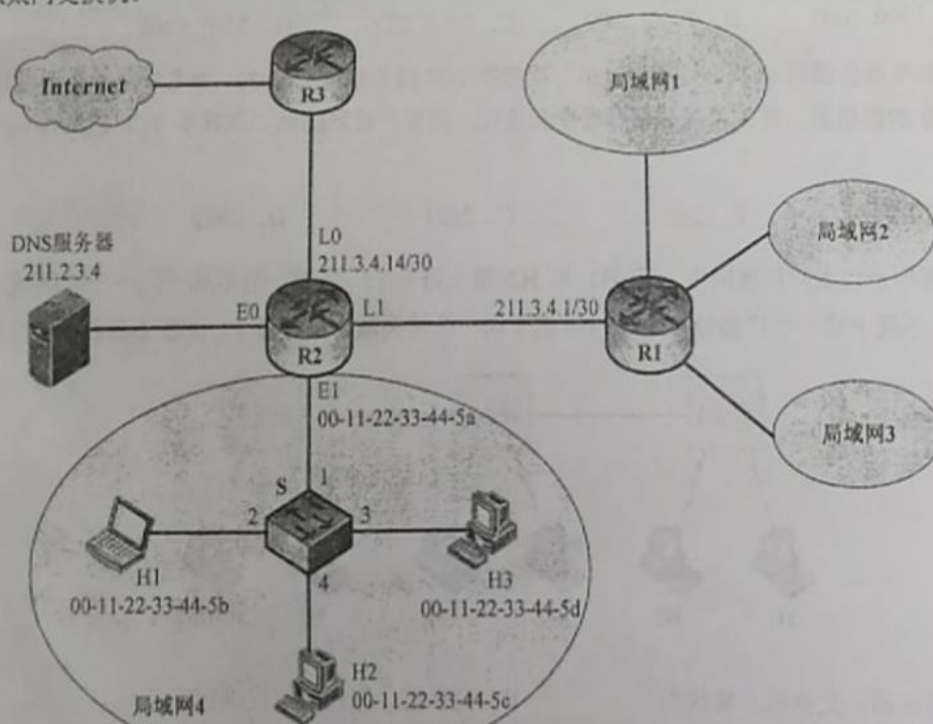 Internet
R3
局域网1
DNS服务器
211.2.3.4
L0
211.3.4.14/30
局域网2
E0
L1
211.3.4.1/30
R2
R1
E1
00-11-22-33-44-5a
局域网3
S
1
2
3
4
H1
00-11-22-33-44-5b
H3
00-11-22-33-44-5d
H2
00-11-22-33-44-5c
局域网4